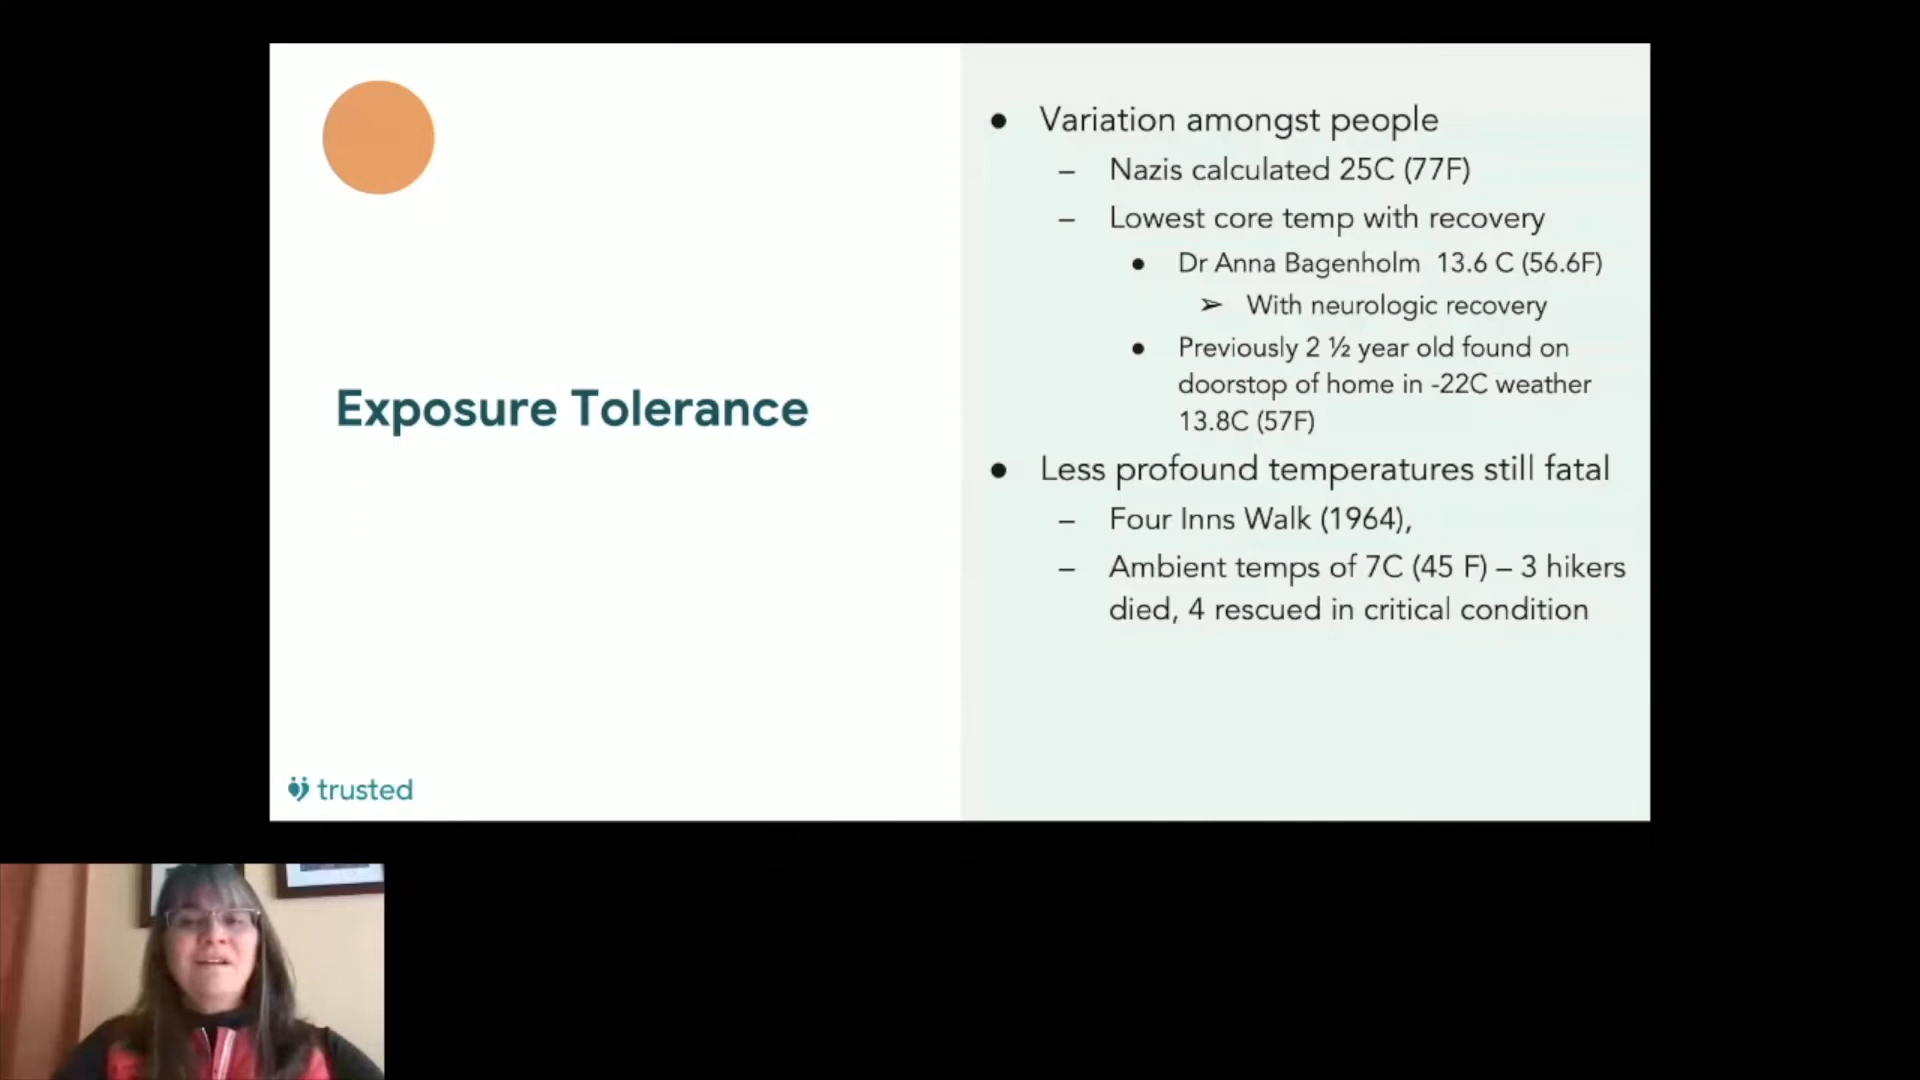 Exposure Tolerance
trusted
● Variation amongst people
– Nazis calculated 25C (77F)
– Lowest core temp with recovery
● Dr Anna Bagenholm 13.6 C (56.6F)
➢ With neurologic recovery
● Previously 2 ½ year old found on
doorstop of home in -22C weather
13.8C (57F)
● Less profound temperatures still fatal
– Four Inns Walk (1964),
– Ambient temps of 7C (45 F) – 3 hikers
died, 4 rescued in critical condition